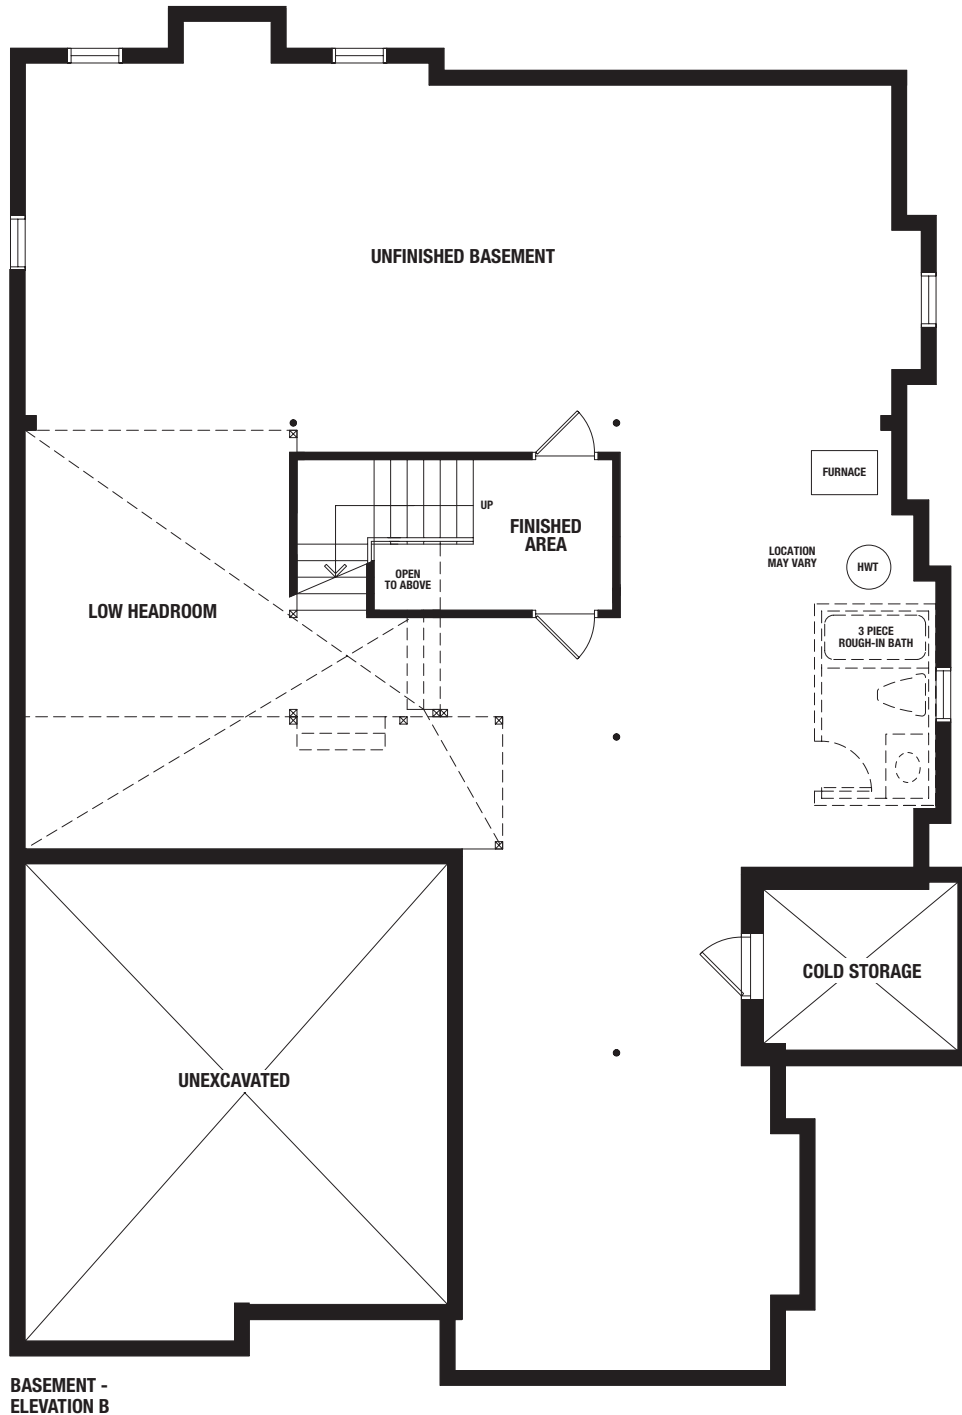 UNFINISHED BASEMENT
FURNACE
UP
FINISHED
AREA
LOCATION
MAY VARY
HWT
OPEN
TO ABOVE
LOW HEADROOM
3 PIECE
ROUGH-IN BATH
COLD STORAGE
UNEXCAVATED
BASEMENT -
ELEVATION B